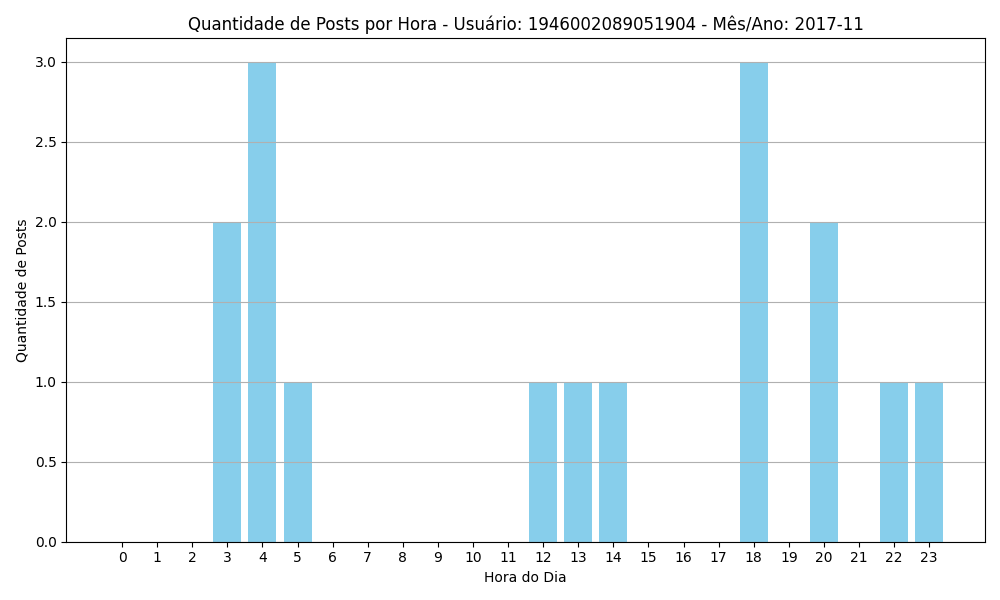 Quantidade de Posts por Hora - Usuário: 1946002089051904 - Mês/Ano: 2017-11
Quantidade de Posts
3.0
2.5
2.0
1.5
1.0
0.5
0.0
0 1 2 3 4 5 6 7 8 9 10 11 12 13 14 15 16 17 18 19 20 21 22 23
Hora do Dia